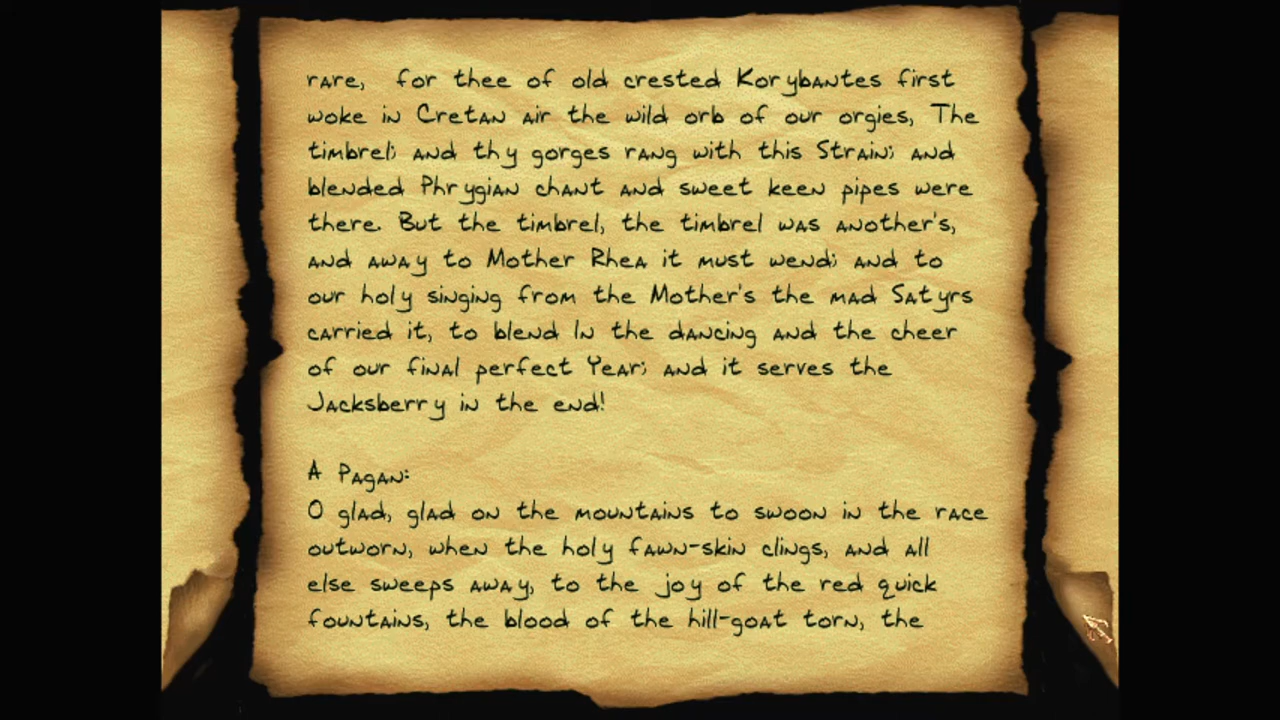 rare, for thee of old crested Korybantes first
woke in Cretan air the wild orb of our orgies, The
timbrel; and thy gorges rang with this Strain; and
blended Phrygian chant and sweet keen pipes were
there. But the timbrel, the timbrel was another's,
and away to Mother Rhea it must wend; and to
our holy singing from the Mother's the mad Satyrs
carried it, to blend In the dancing and the cheer
of our final perfect Year; and it serves the
Jacksberry in the end!

A Pagan:
O glad, glad on the mountains to swoon in the race
outworn, when the holy fawn-skin clings, and all
else sweeps away, to the joy of the red quick
fountains, the blood of the hill-goat torn, the